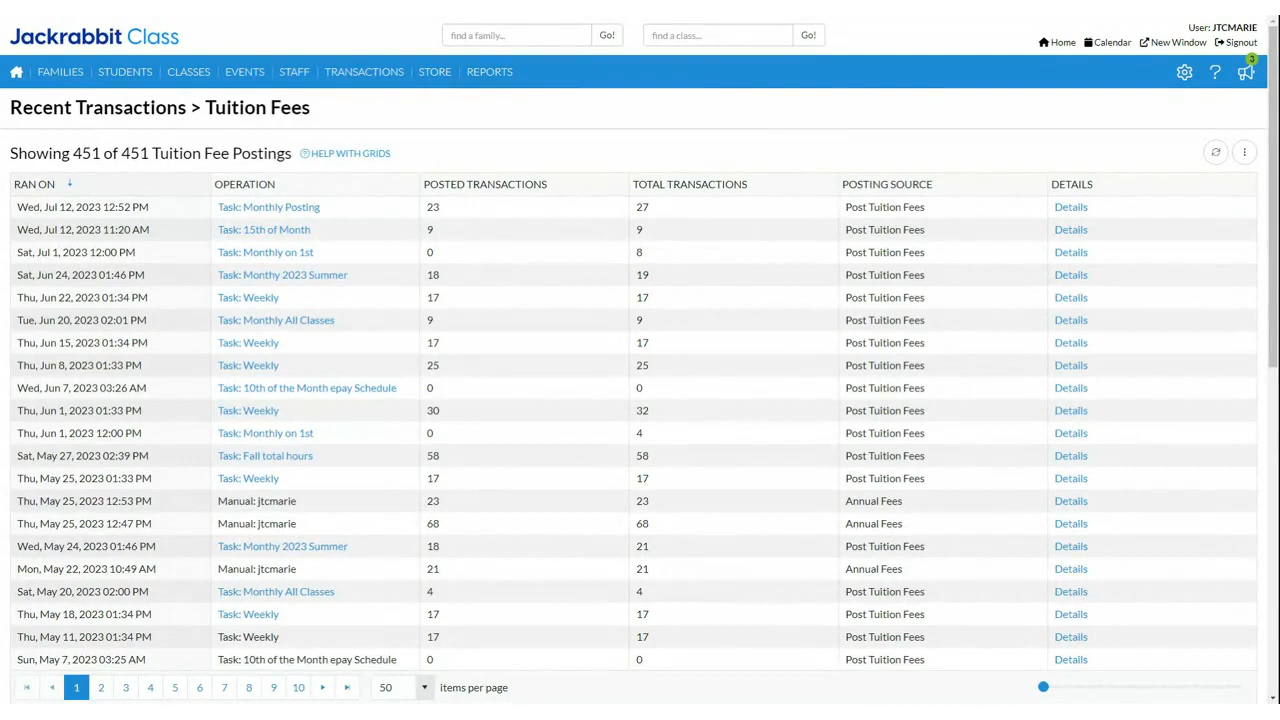 User: JTCMARIE
Jackrabbit Class
find a family... Go! find a class... Go!
Home Calendar New Window Signout
3
FAMILIES STUDENTS CLASSES EVENTS STAFF TRANSACTIONS STORE REPORTS
Recent Transactions > Tuition Fees
Showing 451 of 451 Tuition Fee Postings ? HELP WITH GRIDS
RAN ON OPERATION POSTED TRANSACTIONS TOTAL TRANSACTIONS POSTING SOURCE DETAILS
Wed, Jul 12, 2023 12:52 PM Task: Monthly Posting 23 27 Post Tuition Fees Details
Wed, Jul 12, 2023 11:20 AM Task: 15th of Month 9 9 Post Tuition Fees Details
Sat, Jul 1, 2023 12:00 PM Task: Monthly on 1st 0 8 Post Tuition Fees Details
Sat, Jun 24, 2023 01:46 PM Task: Monthy 2023 Summer 18 19 Post Tuition Fees Details
Thu, Jun 22, 2023 01:34 PM Task: Weekly 17 17 Post Tuition Fees Details
Tue, Jun 20, 2023 02:01 PM Task: Monthly All Classes 9 9 Post Tuition Fees Details
Thu, Jun 15, 2023 01:34 PM Task: Weekly 17 17 Post Tuition Fees Details
Thu, Jun 8, 2023 01:33 PM Task: Weekly 25 25 Post Tuition Fees Details
Wed, Jun 7, 2023 03:26 AM Task: 10th of the Month epay Schedule 0 0 Post Tuition Fees Details
Thu, Jun 1, 2023 01:33 PM Task: Weekly 30 32 Post Tuition Fees Details
Thu, Jun 1, 2023 12:00 PM Task: Monthly on 1st 0 4 Post Tuition Fees Details
Sat, May 27, 2023 02:39 PM Task: Fall total hours 58 58 Post Tuition Fees Details
Thu, May 25, 2023 01:33 PM Task: Weekly 17 17 Post Tuition Fees Details
Thu, May 25, 2023 12:53 PM Manual: jtcmarie 23 23 Annual Fees Details
Thu, May 25, 2023 12:47 PM Manual: jtcmarie 68 68 Annual Fees Details
Wed, May 24, 2023 01:46 PM Task: Monthy 2023 Summer 18 21 Post Tuition Fees Details
Mon, May 22, 2023 10:49 AM Manual: jtcmarie 21 21 Annual Fees Details
Sat, May 20, 2023 02:00 PM Task: Monthly All Classes 4 4 Post Tuition Fees Details
Thu, May 18, 2023 01:34 PM Task: Weekly 17 17 Post Tuition Fees Details
Thu, May 11, 2023 01:34 PM Task: Weekly 17 17 Post Tuition Fees Details
Sun, May 7, 2023 03:25 AM Task: 10th of the Month epay Schedule 0 0 Post Tuition Fees Details
1 2 3 4 5 6 7 8 9 10 50 items per page